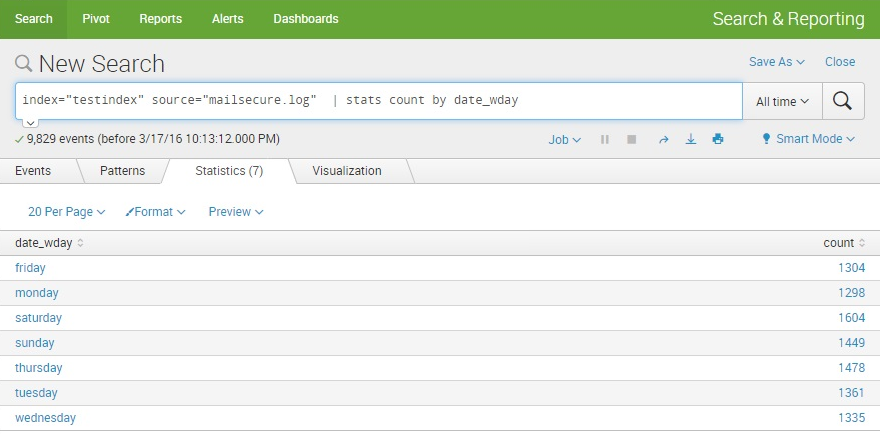 Search Pivot Reports Alerts Dashboards Search & Reporting
New Search Save As Close
index="testindex" source="mailsecure.log"  | stats count by date_wday All time
9,829 events (before 3/17/16 10:13:12.000 PM) Job Smart Mode
Events Patterns Statistics (7) Visualization
20 Per Page Format Preview
date_wday count
friday 1304
monday 1298
saturday 1604
sunday 1449
thursday 1478
tuesday 1361
wednesday 1335